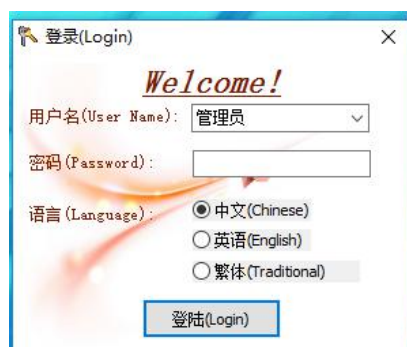 登录(Login)
Welcome!
用户名(User Name): 管理员
密码(Password):
语言(Language): 中文(Chinese)
英语(English)
繁体(Traditional)
登陆(Login)